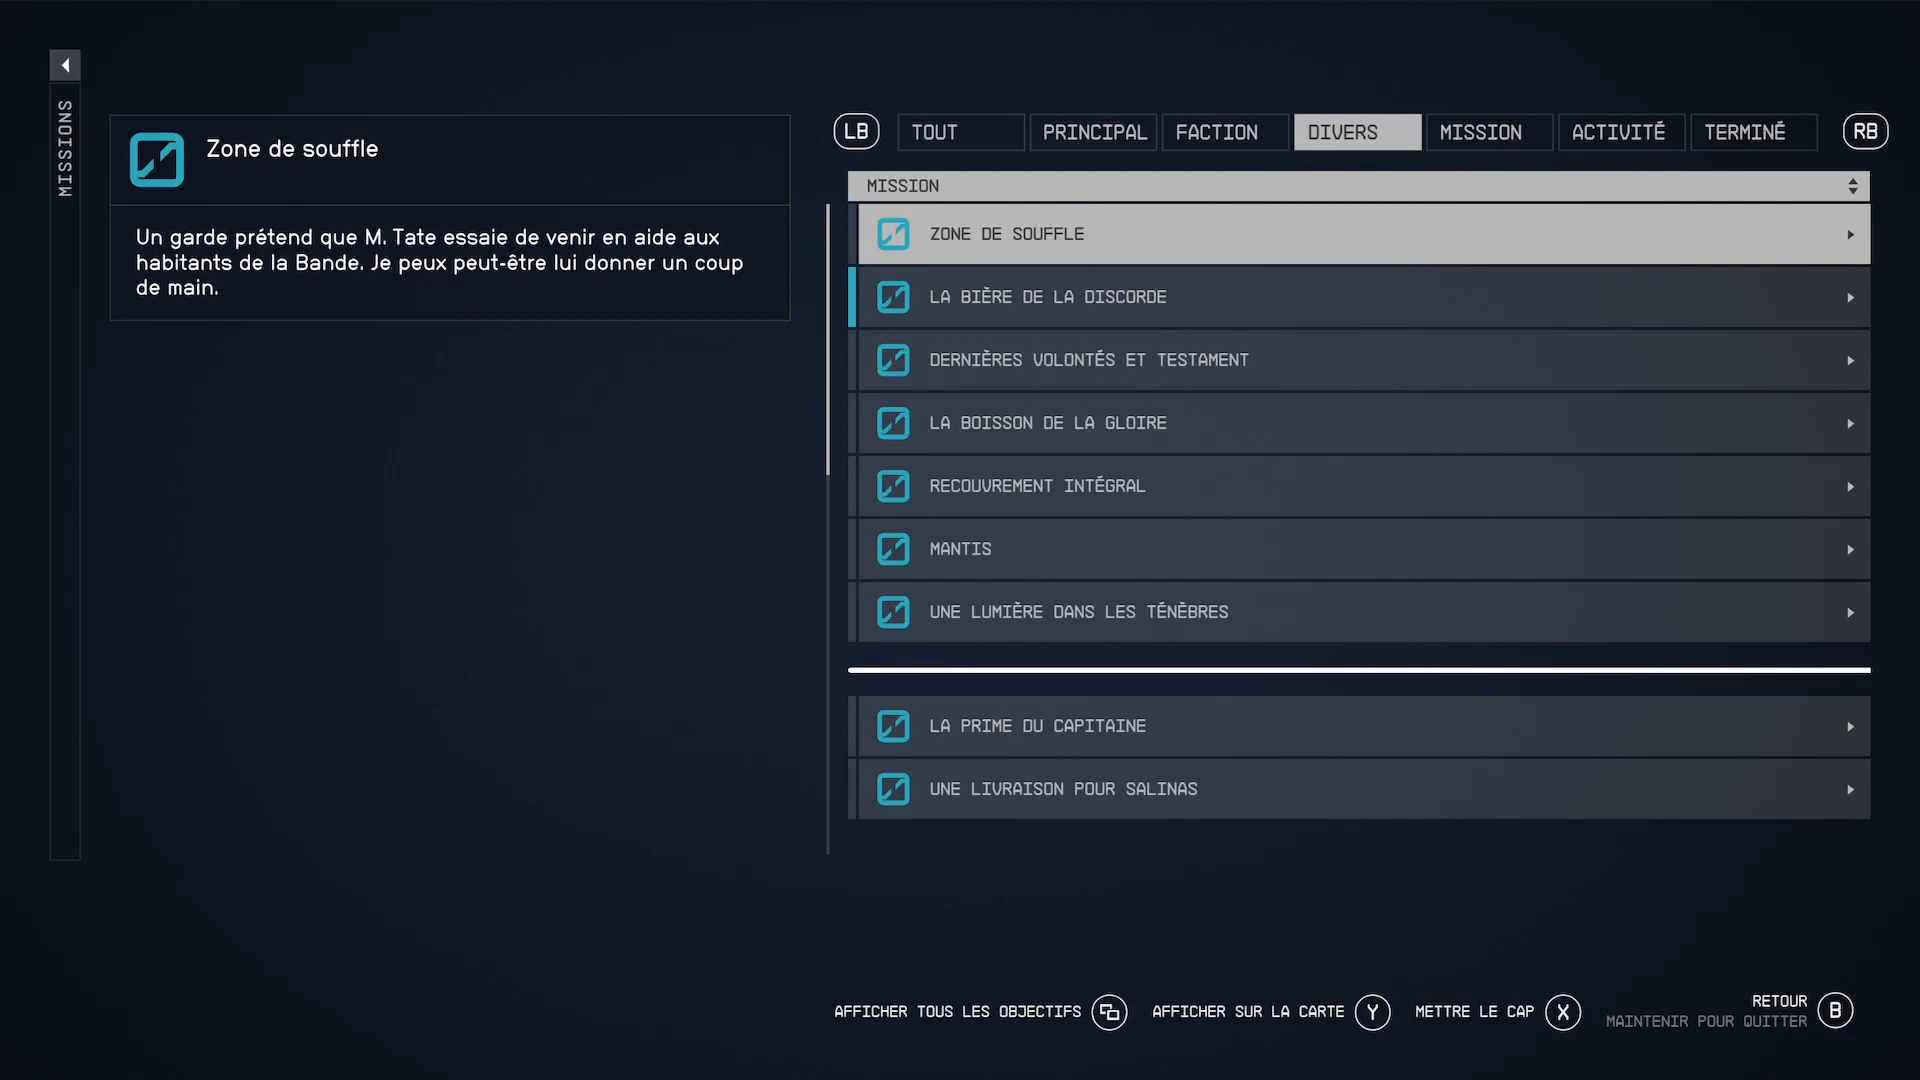 MISSIONS
Zone de souffle
Un garde prétend que M. Tate essaie de venir en aide aux
habitants de la Bande. Je peux peut-être lui donner un coup
de main.
LB TOUT PRINCIPAL FACTION DIVERS MISSION ACTIVITÉ TERMINÉ RB
MISSION
ZONE DE SOUFFLE
LA BIÈRE DE LA DISCORDE
DERNIÈRES VOLONTÉS ET TESTAMENT
LA BOISSON DE LA GLOIRE
RECOUVREMENT INTÉGRAL
MANTIS
UNE LUMIÈRE DANS LES TÉNÈBRES
LA PRIME DU CAPITAINE
UNE LIVRAISON POUR SALINAS
AFFICHER TOUS LES OBJECTIFS AFFICHER SUR LA CARTE Y METTRE LE CAP X RETOUR B
MAINTENIR POUR QUITTER